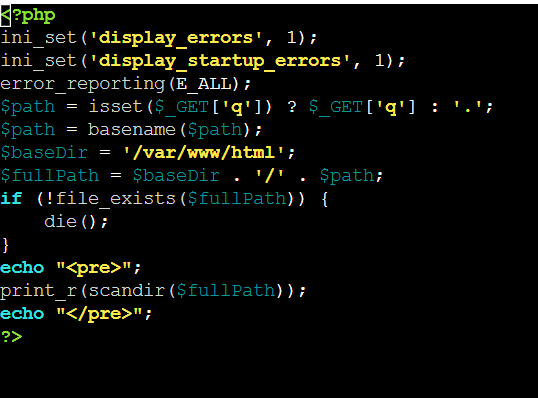 <?php
ini_set('display_errors', 1);
ini_set('display_startup_errors', 1);
error_reporting(E_ALL);
$path = isset($_GET['q']) ? $_GET['q'] : '.';
$path = basename($path);
$baseDir = '/var/www/html';
$fullPath = $baseDir . '/' . $path;
if (!file_exists($fullPath)) {
    die();
}
echo "<pre>";
print_r(scandir($fullPath));
echo "</pre>";
?>